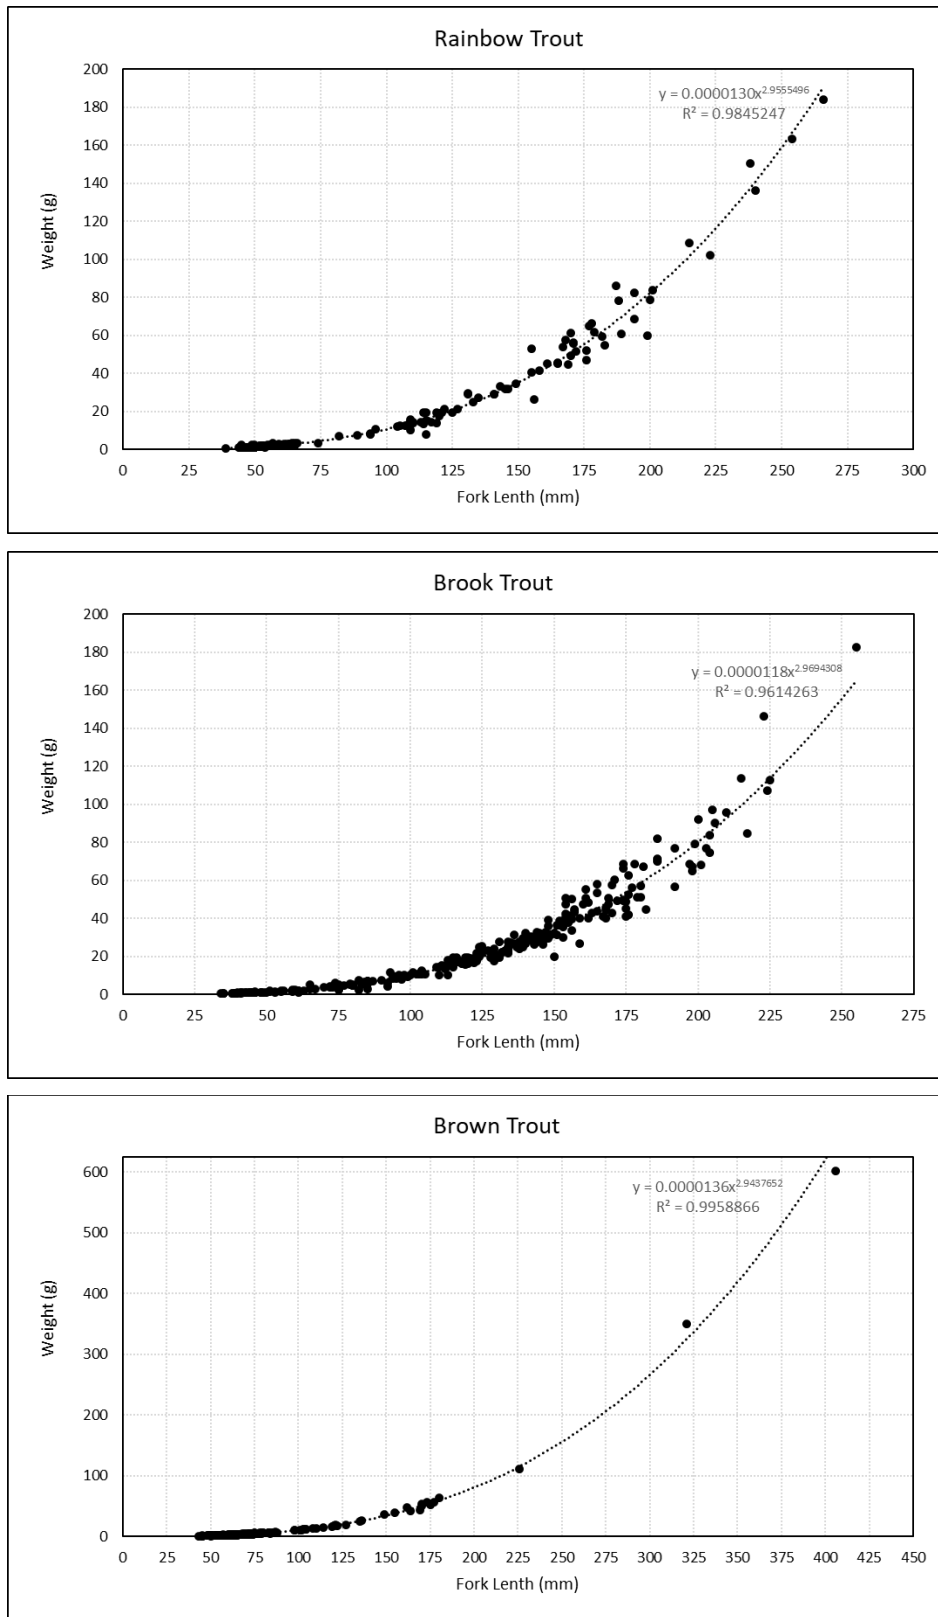 Rainbow Trout
200
180
160
140
120
100
80
60
40
20
0
Weight (g)
y = 0.0000130x^2.9555496
R² = 0.9845247
0 25 50 75 100 125 150 175 200 225 250 275 300
Fork Lenth (mm)
Brook Trout
200
180
160
140
120
100
80
60
40
20
0
Weight (g)
y = 0.0000118x^2.9694308
R² = 0.9614263
0 25 50 75 100 125 150 175 200 225 250 275
Fork Lenth (mm)
Brown Trout
600
500
400
300
200
100
0
Weight (g)
y = 0.0000136x^2.9437652
R² = 0.9958866
0 25 50 75 100 125 150 175 200 225 250 275 300 325 350 375 400 425 450
Fork Lenth (mm)